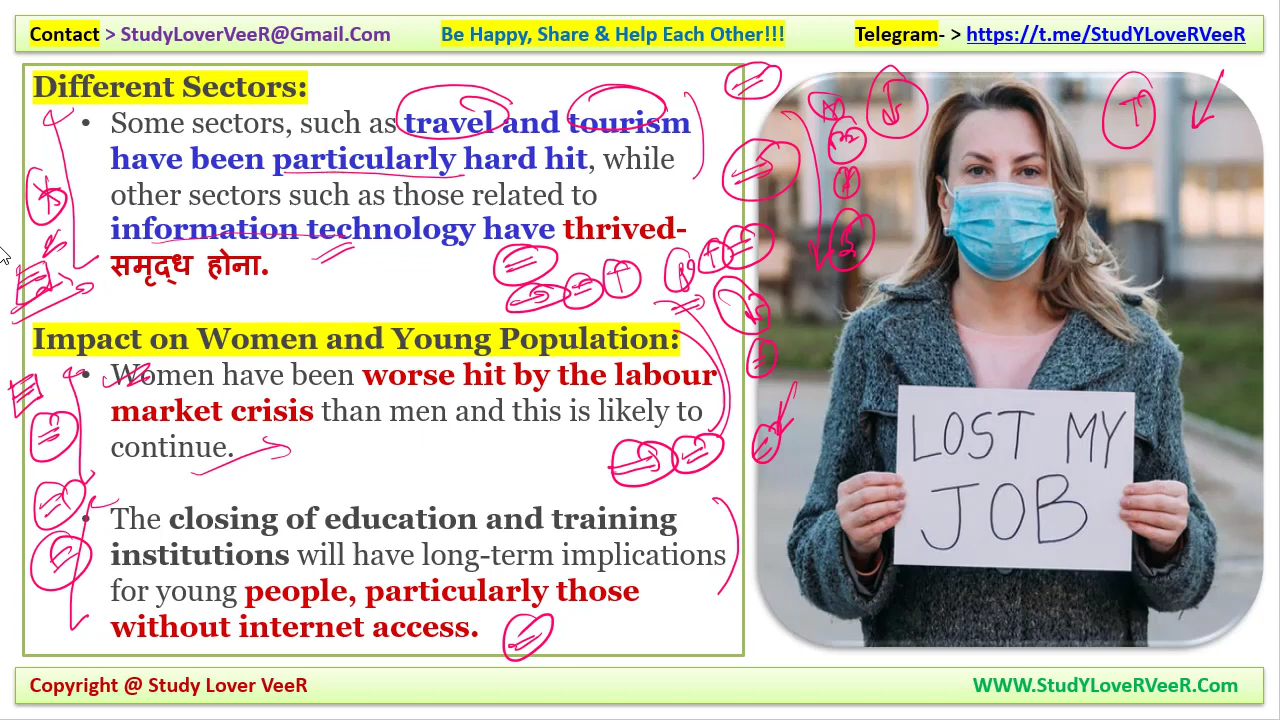 Contact > StudyLoverVeeR@Gmail.Com Be Happy, Share & Help Each Other!!! Telegram- > https://t.me/StudYLoVeRVeeR
Different Sectors:
• Some sectors, such as travel and tourism
have been particularly hard hit, while
other sectors such as those related to
information technology have thrived-
समृद्ध होना.
Impact on Women and Young Population:
• Women have been worse hit by the labour
market crisis than men and this is likely to
continue.
• The closing of education and training
institutions will have long-term implications
for young people, particularly those
without internet access.
LOST MY
JOB
Copyright @ Study Lover VeeR WWW.StudYLoVeRVeeR.Com